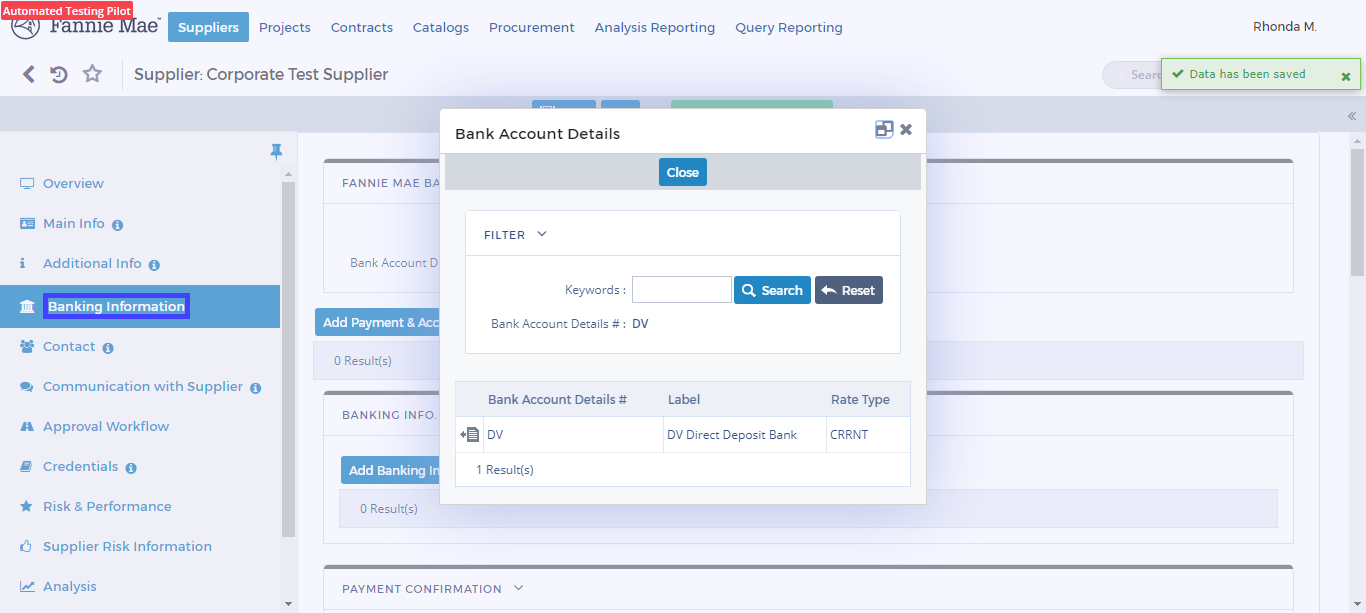 Automated Testing Pilot
Fannie Mae
Suppliers Projects Contracts Catalogs Procurement Analysis Reporting Query Reporting
Rhonda M.
Supplier: Corporate Test Supplier
Sear
Data has been saved
Overview
Main Info
Additional Info
Banking Information
Contact
Communication with Supplier
Approval Workflow
Credentials
Risk & Performance
Supplier Risk Information
Analysis
FANNIE MAE BA
Bank Account D
Add Payment & Acc
0 Result(s)
BANKING INFO.
Add Banking In
0 Result(s)
PAYMENT CONFIRMATION
Bank Account Details
Close
FILTER
Keywords :
Search
Reset
Bank Account Details # : DV
Bank Account Details # Label Rate Type
DV DV Direct Deposit Bank CRRNT
1 Result(s)